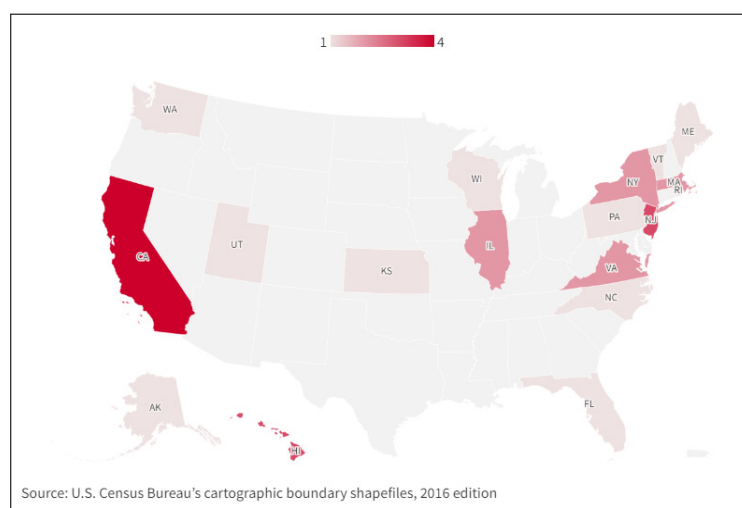 1 4
WA
ME
VT
WI
NY
MA
RI
PA
NJ
IL
UT
CA
KS
VA
NC
AK
FL
HI
Source: U.S. Census Bureau’s cartographic boundary shapefiles, 2016 edition